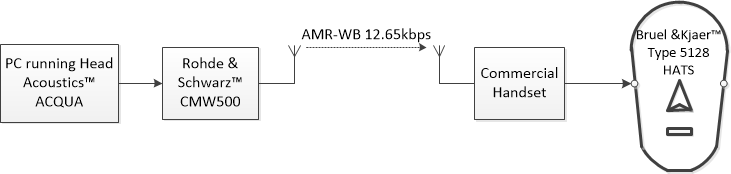 PC running Head
Acoustics™
ACQUA
Rohde &
Schwarz™
CMW500
AMR-WB 12.65kbps
Commercial
Handset
Bruel &Kjaer™
Type 5128
HATS